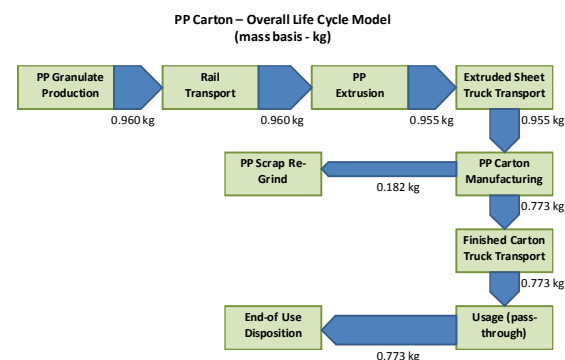 PP Carton – Overall Life Cycle Model
(mass basis - kg)
PP Granulate
Production
Rail
Transport
PP
Extrusion
Extruded Sheet
Truck Transport
0.960 kg
0.960 kg
0.955 kg
0.955 kg
PP Scrap Re-
Grind
PP Carton
Manufacturing
0.182 kg
0.773 kg
Finished Carton
Truck Transport
0.773 kg
End-of Use
Disposition
Usage (pass-
through)
0.773 kg